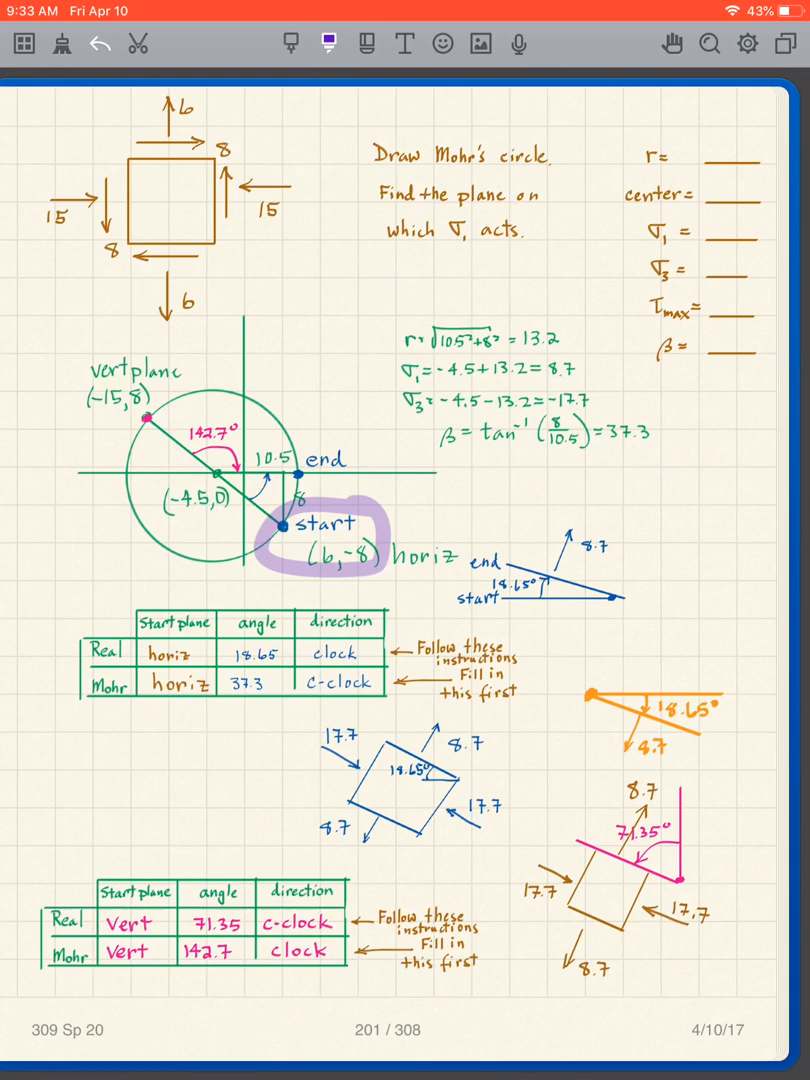 9:33 AM Fri Apr 10
43%
6
8
15
15
8
6
Draw Mohr's circle.
Find the plane on
which σ₁ acts.
r=
center=
σ₁ =
σ₃ =
τmax=
β=
r=√10.5²+8² = 13.2
σ₁=-4.5+13.2=8.7
σ₃=-4.5-13.2=-17.7
β=tan⁻¹(8/10.5)=37.3
vert plane
(-15,8)
142.7°
10.5
end
(-4.5,0)
8
start
(6,-8) horiz
8.7
end
18.65°
start
Start plane angle direction
Real horiz 18.65 clock
Mohr horiz 37.3 c-clock
Follow these
instructions
Fill in
this first
18.65°
8.7
17.7
8.7
18.65°
17.7
8.7
8.7
71.35°
17.7
17.7
8.7
Start plane angle direction
Real Vert 71.35 c-clock
Mohr Vert 142.7 clock
Follow these
instructions
Fill in
this first
309 Sp 20
201 / 308
4/10/17